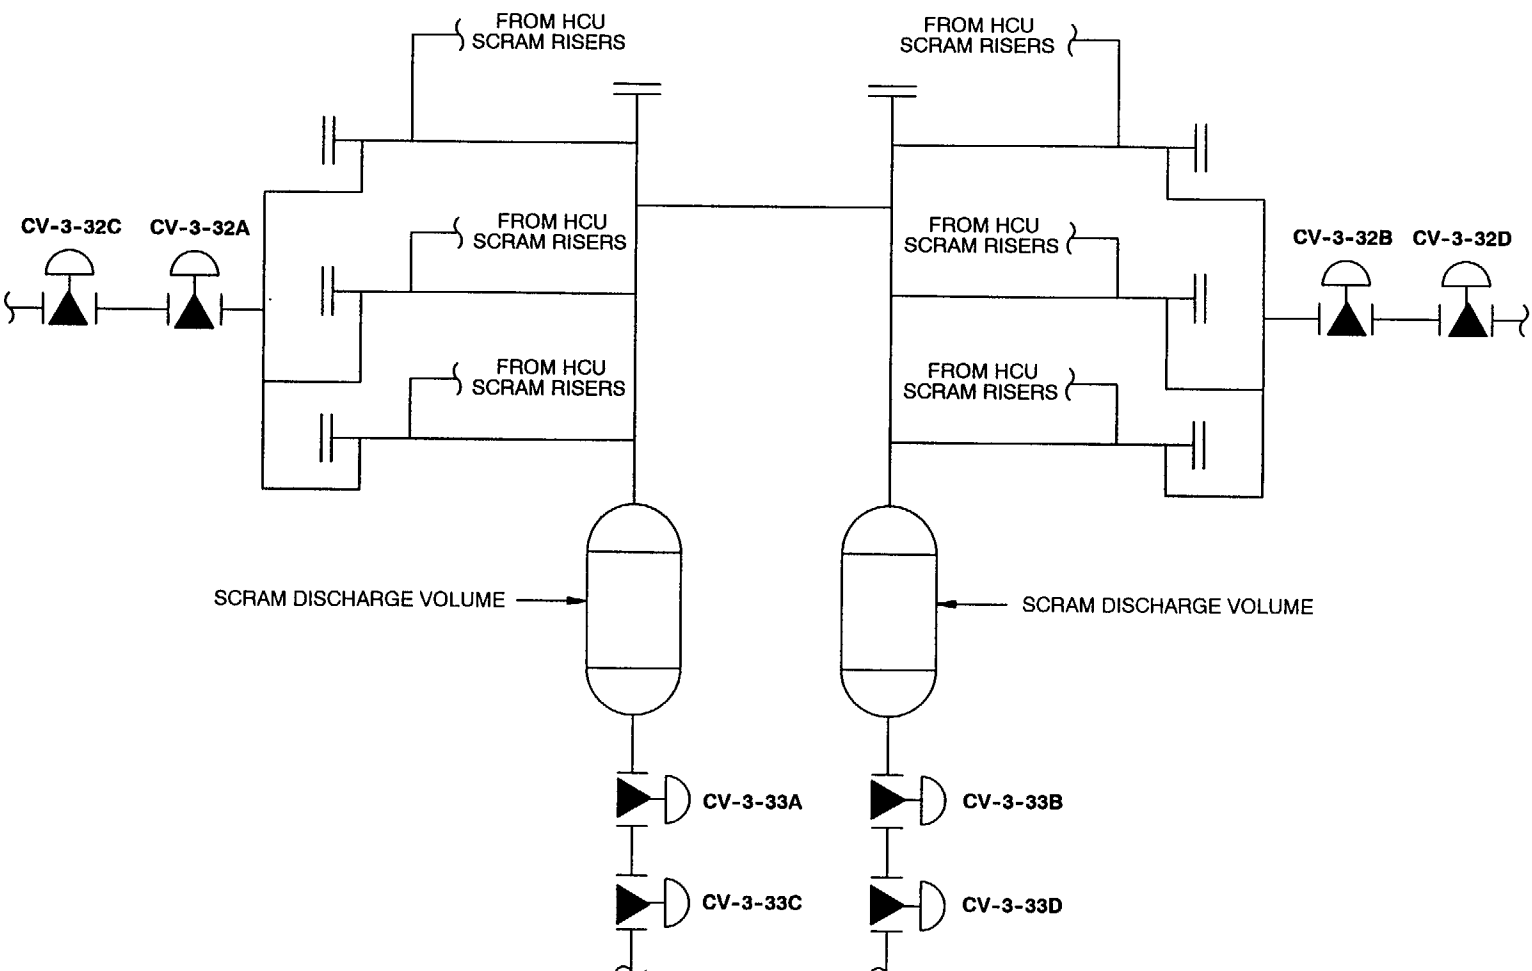 FROM HCU
SCRAM RISERS
FROM HCU
SCRAM RISERS
CV-3-32C
CV-3-32A
FROM HCU
SCRAM RISERS
FROM HCU
SCRAM RISERS
CV-3-32B
CV-3-32D
FROM HCU
SCRAM RISERS
FROM HCU
SCRAM RISERS
SCRAM DISCHARGE VOLUME
SCRAM DISCHARGE VOLUME
CV-3-33A
CV-3-33B
CV-3-33C
CV-3-33D